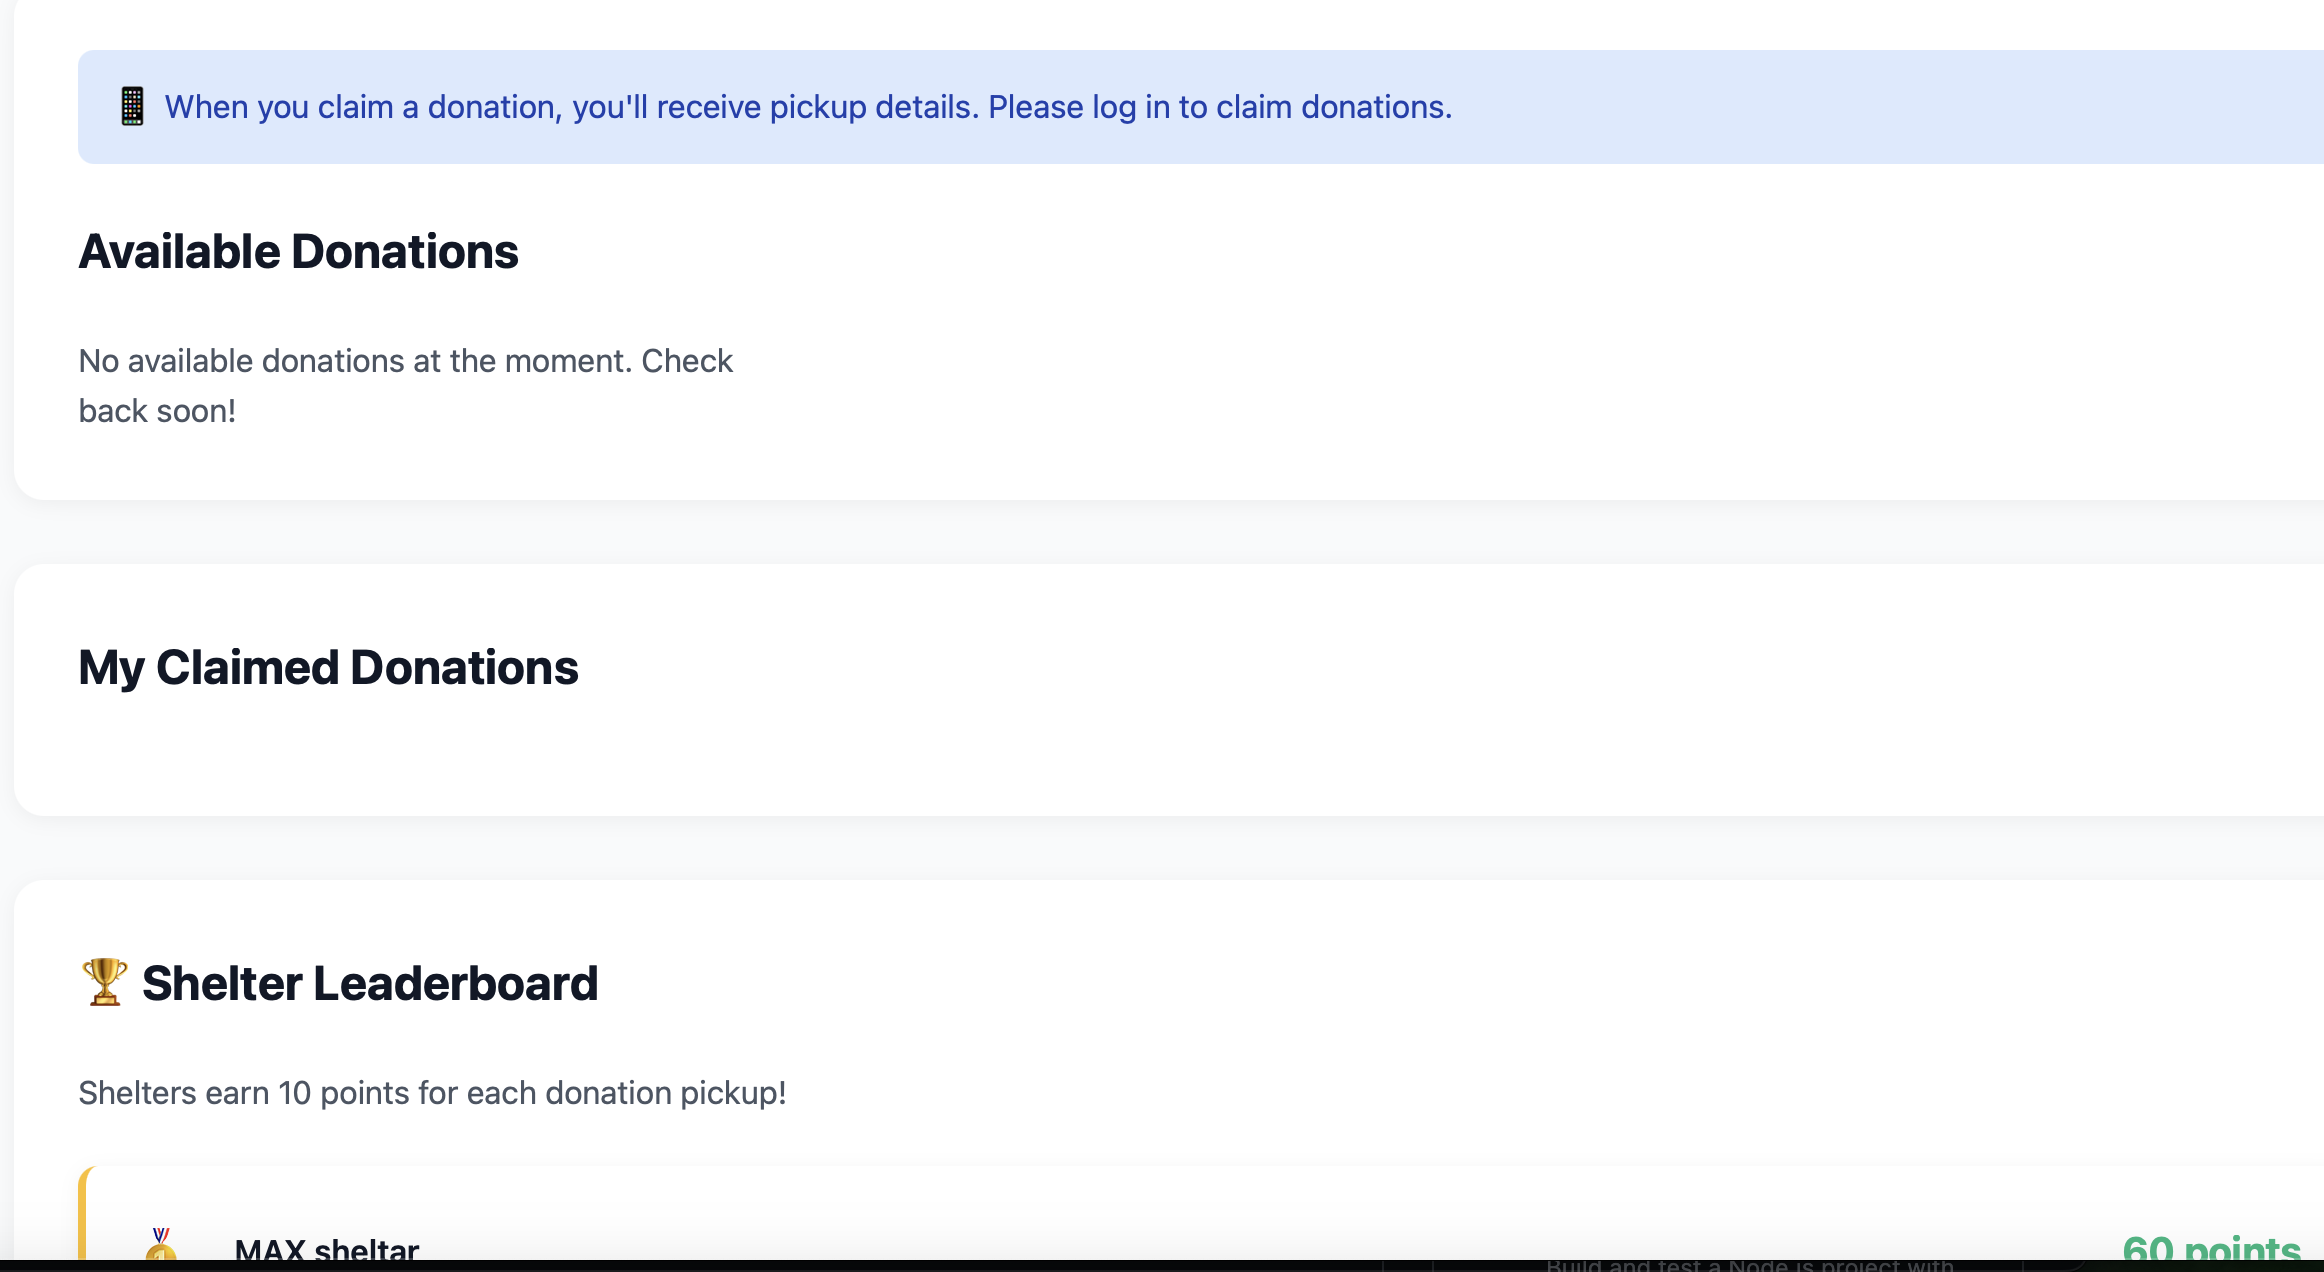 When you claim a donation, you'll receive pickup details. Please log in to claim donations.
Available Donations
No available donations at the moment. Check
back soon!
My Claimed Donations
Shelter Leaderboard
Shelters earn 10 points for each donation pickup!
MAX sheltar
60 points
Build and test a Node.js project with